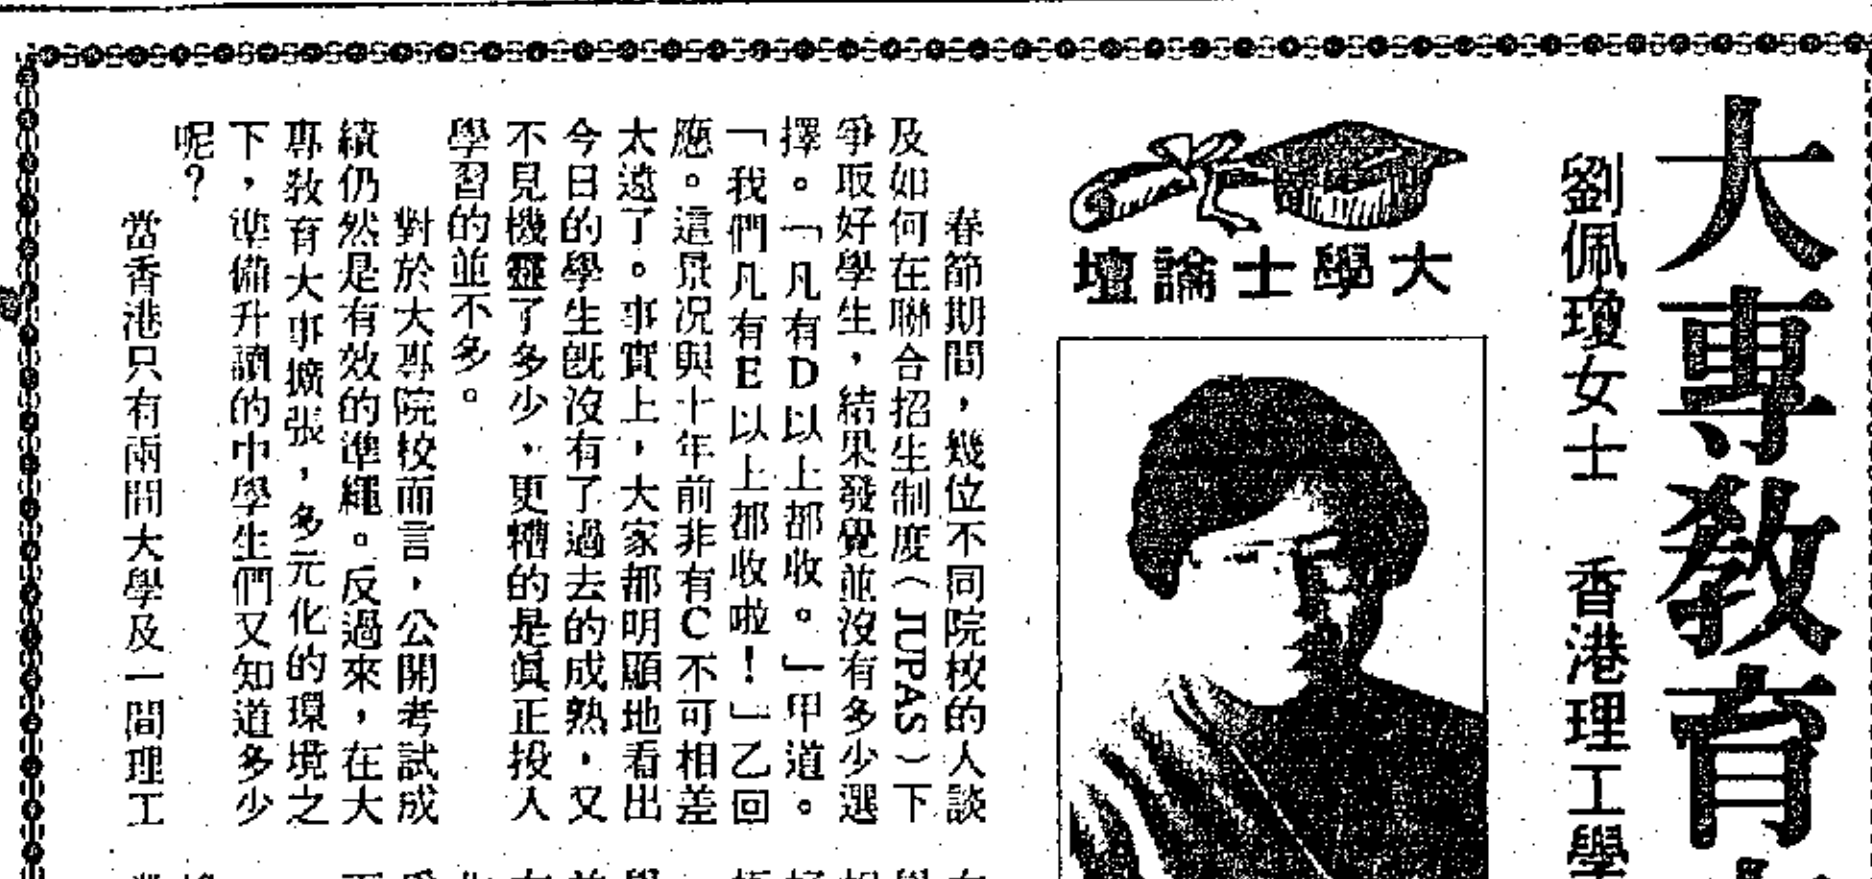 大專教育
劉佩瓊女士 香港理工學
大學士論壇
春節期間，幾位不同院校的人談
及如何在聯合招生制度（JUPAS）下
爭取好學生，結果發覺並沒有多少選
擇。「凡有D以上都收。」甲道。
「我們凡有E以上都收啦！」乙回
應。這景況與十年前非有C不可相差
太遠了。事實上，大家都明顯地看出
今日的學生既沒有了過去的成熟，又
不見機靈了多少，更糟的是眞正投入
學習的並不多。
對於大專院校而言，公開考試成
績仍然是有效的準繩。反過來，在大
專教育大事擴張，多元化的環境之
下，準備升讀的中學生們又知道多少
呢？
當香港只有兩間大學及一間理工